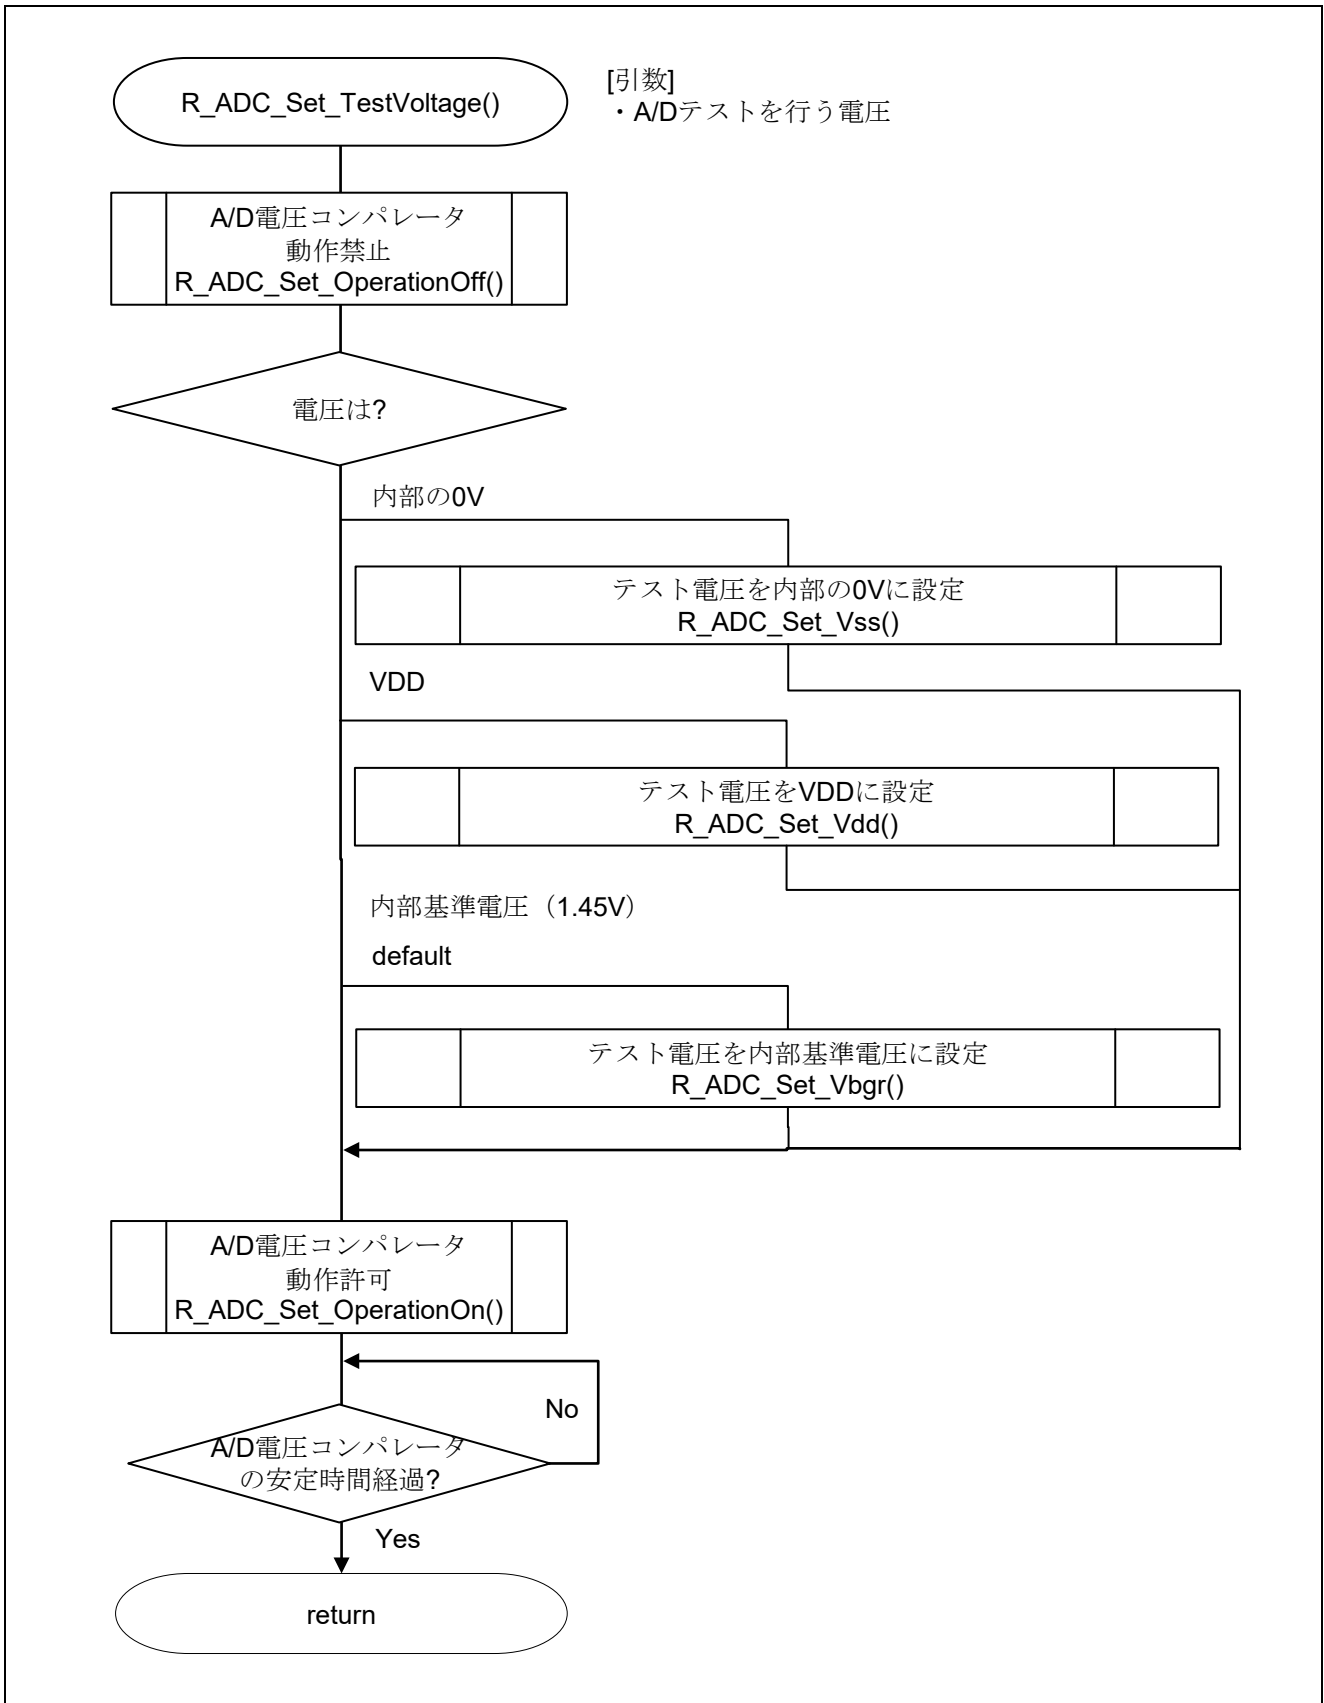 R_ADC_Set_TestVoltage()
[引数]
・A/Dテストを行う電圧
A/D電圧コンパレータ
動作禁止
R_ADC_Set_OperationOff()
電圧は?
内部の0V
テスト電圧を内部の0Vに設定
R_ADC_Set_Vss()
VDD
テスト電圧をVDDに設定
R_ADC_Set_Vdd()
内部基準電圧（1.45V）
default
テスト電圧を内部基準電圧に設定
R_ADC_Set_Vbgr()
A/D電圧コンパレータ
動作許可
R_ADC_Set_OperationOn()
No
A/D電圧コンパレータ
の安定時間経過?
Yes
return